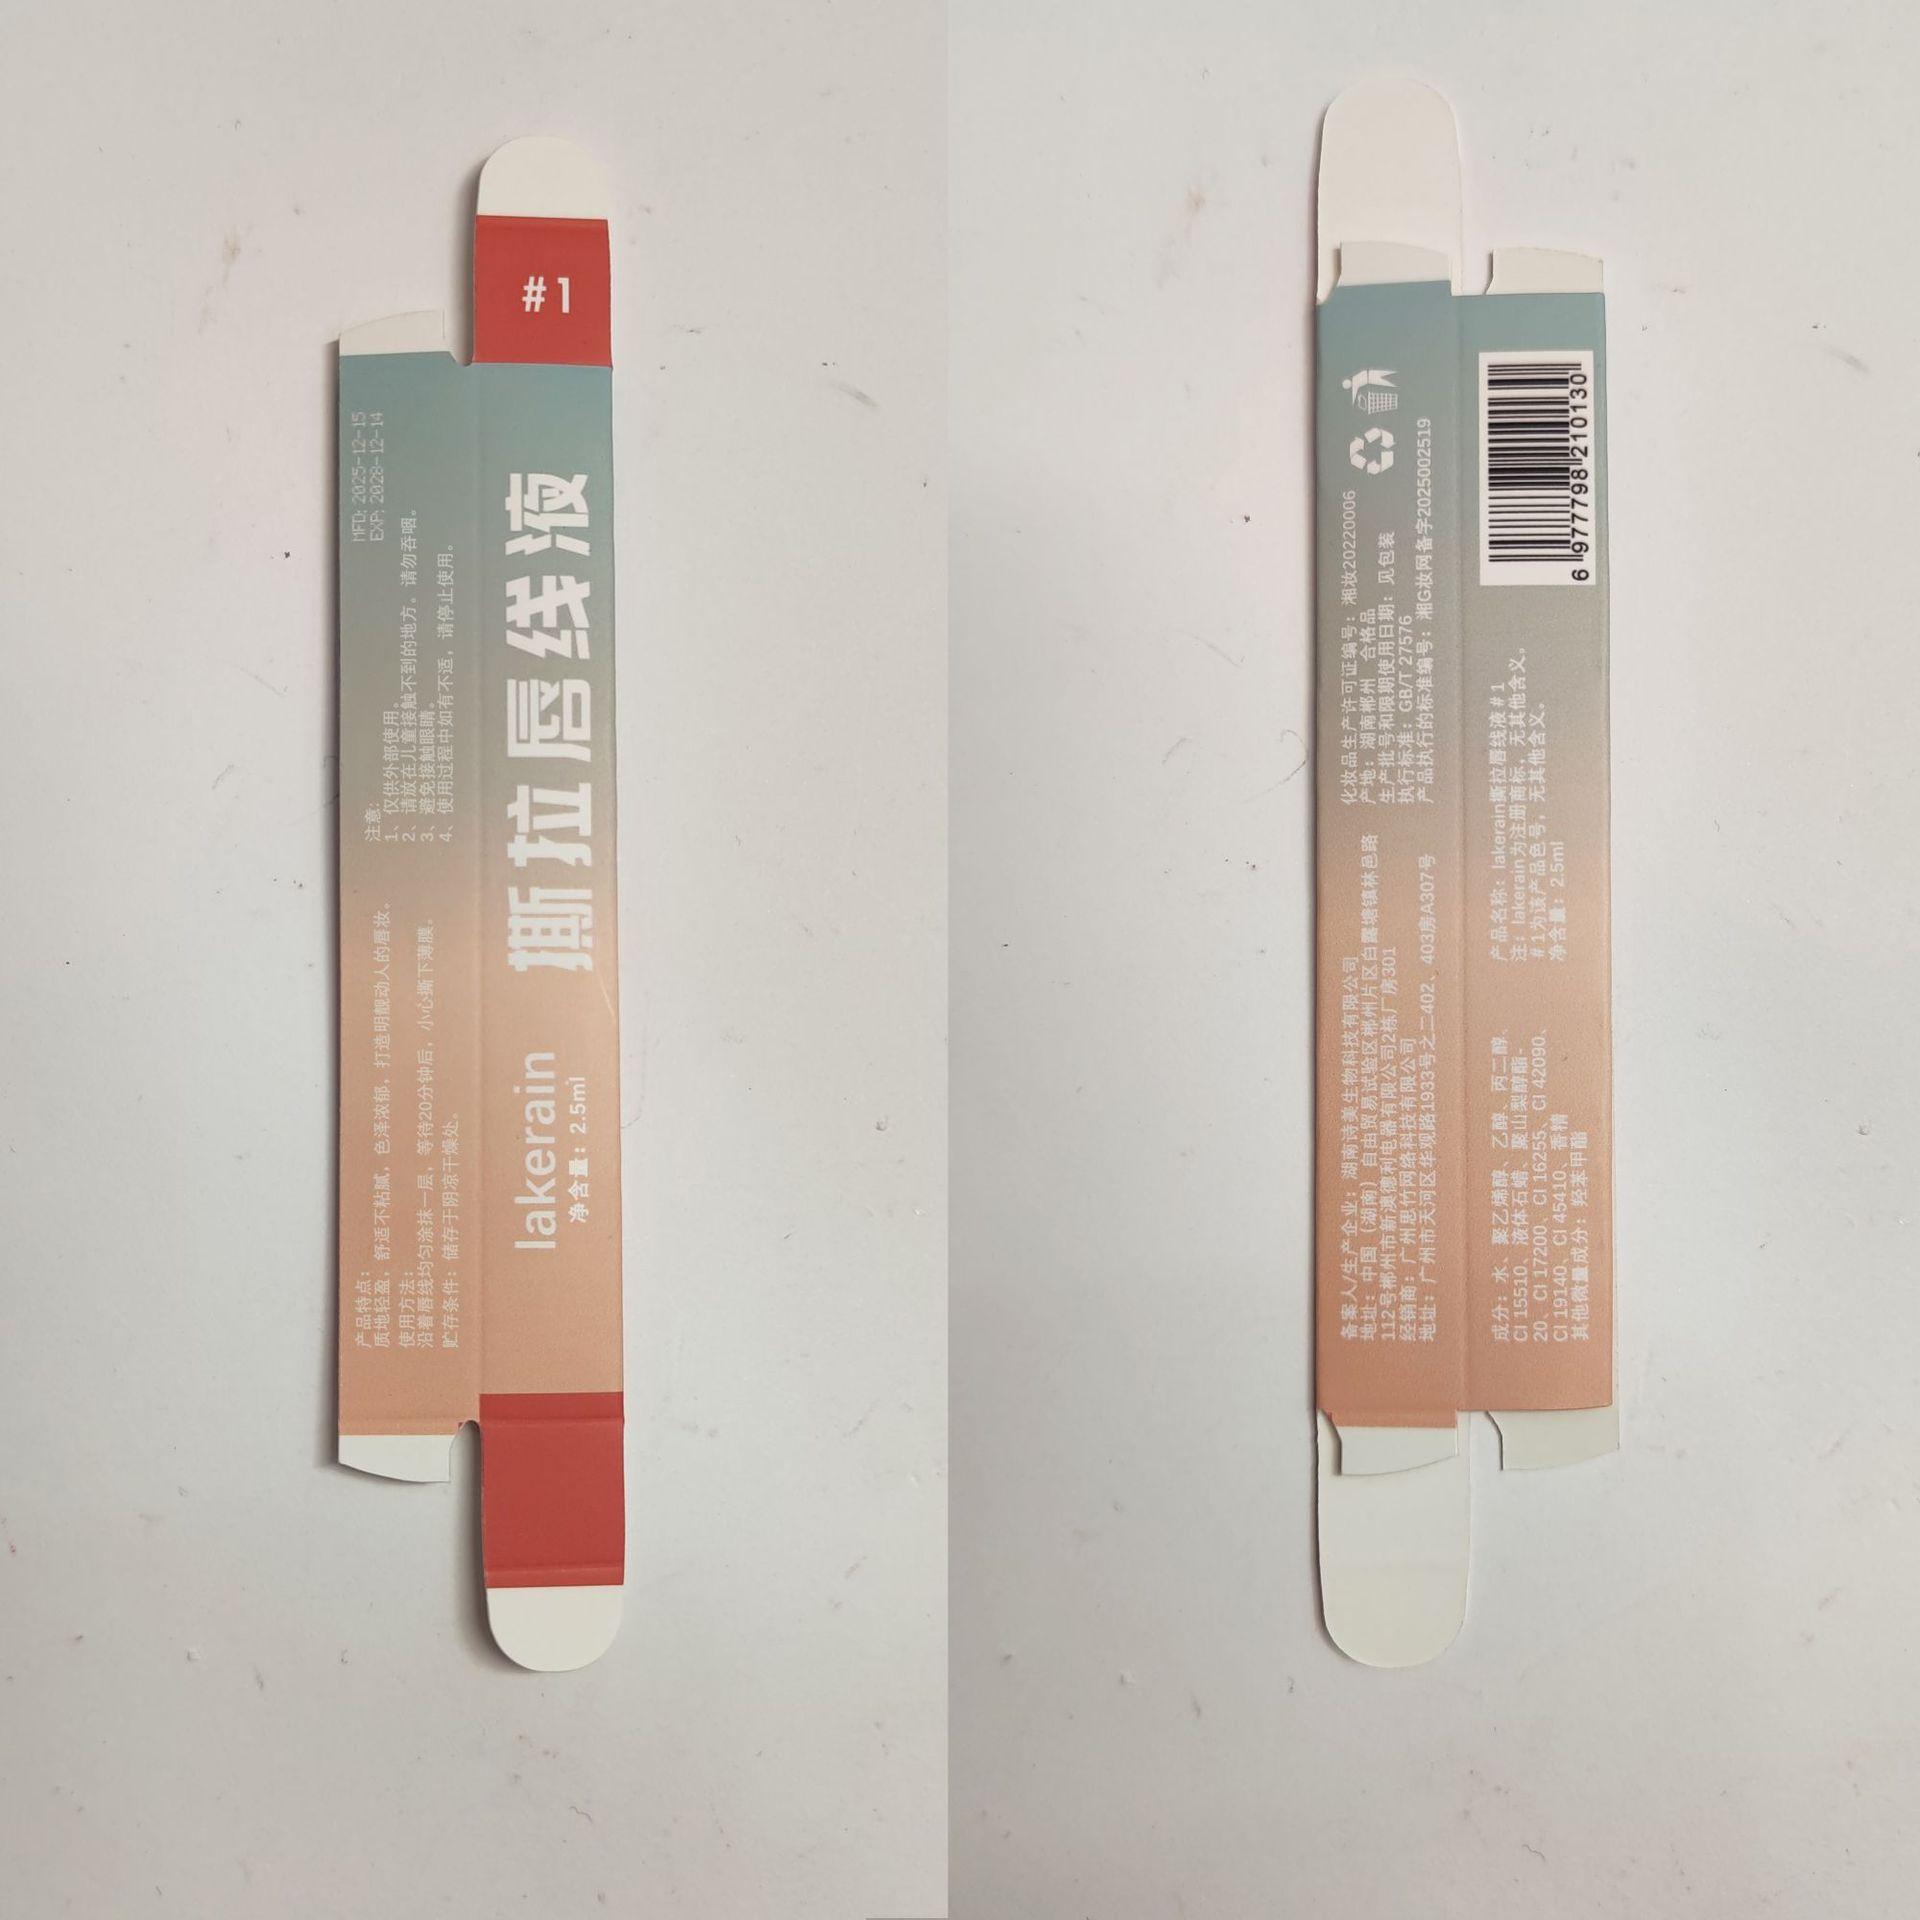 #1
MFD: 2025-12-15
EXP: 2028-12-14
产品特点:
质地轻盈，舒适不粘腻，色泽浓郁，打造明靓动人的唇妆。
使用方法:
沿着唇线均匀涂抹一层，等待20分钟后，小心撕下薄膜。
贮存条件：储存于阴凉干燥处。
注意:
1、仅供外部使用。
2、请放在儿童接触不到的地方。请勿吞咽。
3、避免接触眼睛。
4、使用过程中如有不适，请停止使用。
lakerain
净含量：2.5ml
撕拉唇线液
备案人/生产企业：湖南诗美生物科技有限公司
地址：中国（湖南）自由贸易试验区郴州片区白露塘镇林邑路
112号郴州市新澳德利电器有限公司2栋厂房301
经销商：广州思竹网络科技有限公司
地址：广州市天河区华观路1933号之二402、403房A307号
化妆品生产许可证编号：湘妆20220006
产地：湖南郴州 合格品
生产批号和限期使用日期：见包装
执行标准：GB/T 27576
产品执行的标准编号：湘G妆网备字2025002519
成分：水、聚乙烯醇、乙醇、丙二醇、
CI 15510、液体石蜡、聚山梨醇酯-
20、CI 17200、CI 16255、CI 42090、
CI 19140、CI 45410、香精
其他微量成分：羟苯甲酯
产品名称：lakerain撕拉唇线液#1
注：lakerain为注册商标，无其他含义。
#1为该产品色号，无其他含义。
净含量：2.5ml
6 977798 210130